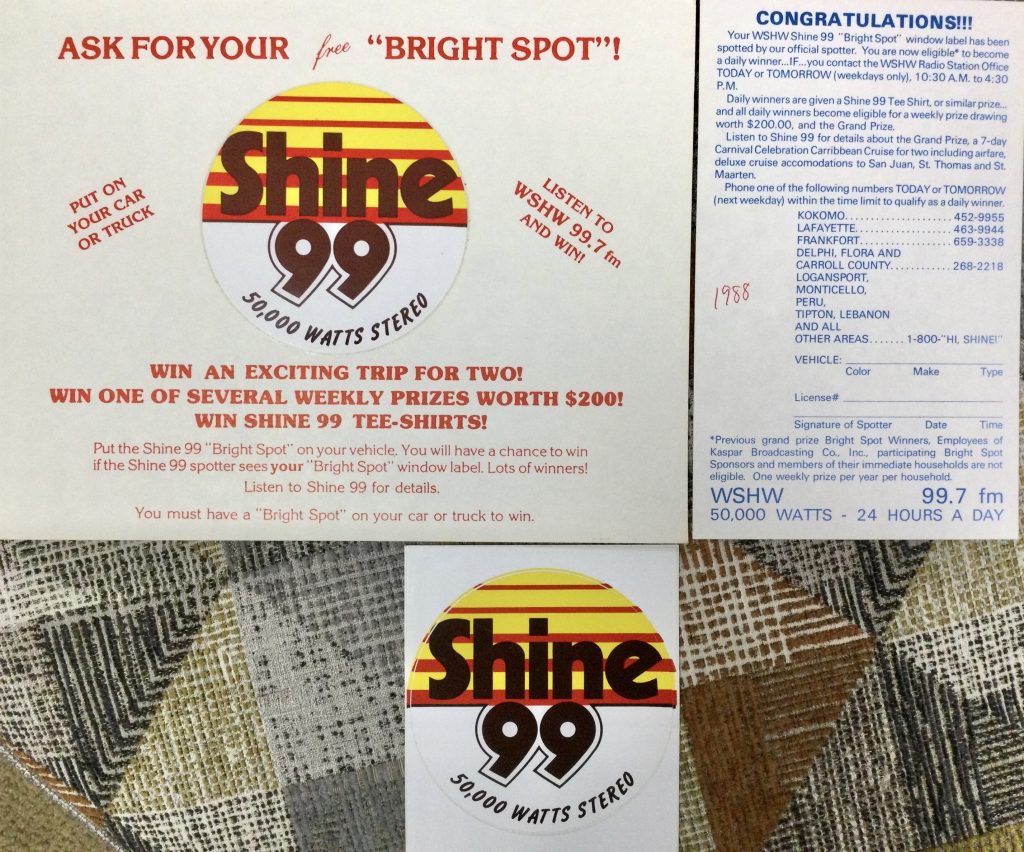 ASK FOR YOUR free "BRIGHT SPOT"!
Shine
99
50,000 WATTS STEREO
PUT ON
YOUR CAR
OR TRUCK
LISTEN TO
WSHW 99.7 fm
AND WIN!
WIN AN EXCITING TRIP FOR TWO!
WIN ONE OF SEVERAL WEEKLY PRIZES WORTH $200!
WIN SHINE 99 TEE-SHIRTS!
Put the Shine 99 "Bright Spot" on your vehicle. You will have a chance to win
if the Shine 99 spotter sees your "Bright Spot" window label. Lots of winners!
Listen to Shine 99 for details.
You must have a "Bright Spot" on your car or truck to win.
CONGRATULATIONS!!!
Your WSHW Shine 99 "Bright Spot" window label has been
spotted by our official spotter. You are now eligible* to become
a daily winner...IF...you contact the WSHW Radio Station Office
TODAY or TOMORROW (weekdays only), 10:30 A.M. to 4:30
P.M.
Daily winners are given a Shine 99 Tee Shirt, or similar prize...
and all daily winners become eligible for a weekly prize drawing
worth $200.00, and the Grand Prize.
Listen to Shine 99 for details about the Grand Prize, a 7-day
Carnival Celebration Carribbean Cruise for two including airfare,
deluxe cruise accomodations to San Juan, St. Thomas and St.
Maarten.
Phone one of the following numbers TODAY or TOMORROW
(next weekday) within the time limit to qualify as a daily winner.
KOKOMO.................... 452-9955
LAFAYETTE.................. 463-9944
FRANKFORT................. 659-3338
DELPHI, FLORA AND
CARROLL COUNTY............ 268-2218
LOGANSPORT,
MONTICELLO,
PERU,
TIPTON, LEBANON
AND ALL
OTHER AREAS....... 1-800-"HI, SHINE!"
1988
VEHICLE:
Color Make Type
License#
Signature of Spotter Date Time
*Previous grand prize Bright Spot Winners, Employees of
Kaspar Broadcasting Co., Inc., participating Bright Spot
Sponsors and members of their immediate households are not
eligible. One weekly prize per year per household.
WSHW 99.7 fm
50,000 WATTS - 24 HOURS A DAY
Shine
99
50,000 WATTS STEREO